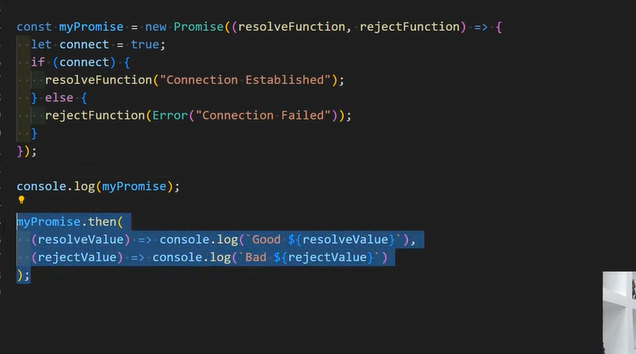 const myPromise = new Promise((resolveFunction, rejectFunction) => {
let connect = true;
if (connect) {
resolveFunction("Connection Established");
} else {
rejectFunction(Error("Connection Failed"));
}
});
console.log(myPromise);
myPromise.then(
(resolveValue) => console.log(`Good ${resolveValue}`),
(rejectValue) => console.log(`Bad ${rejectValue}`)
);